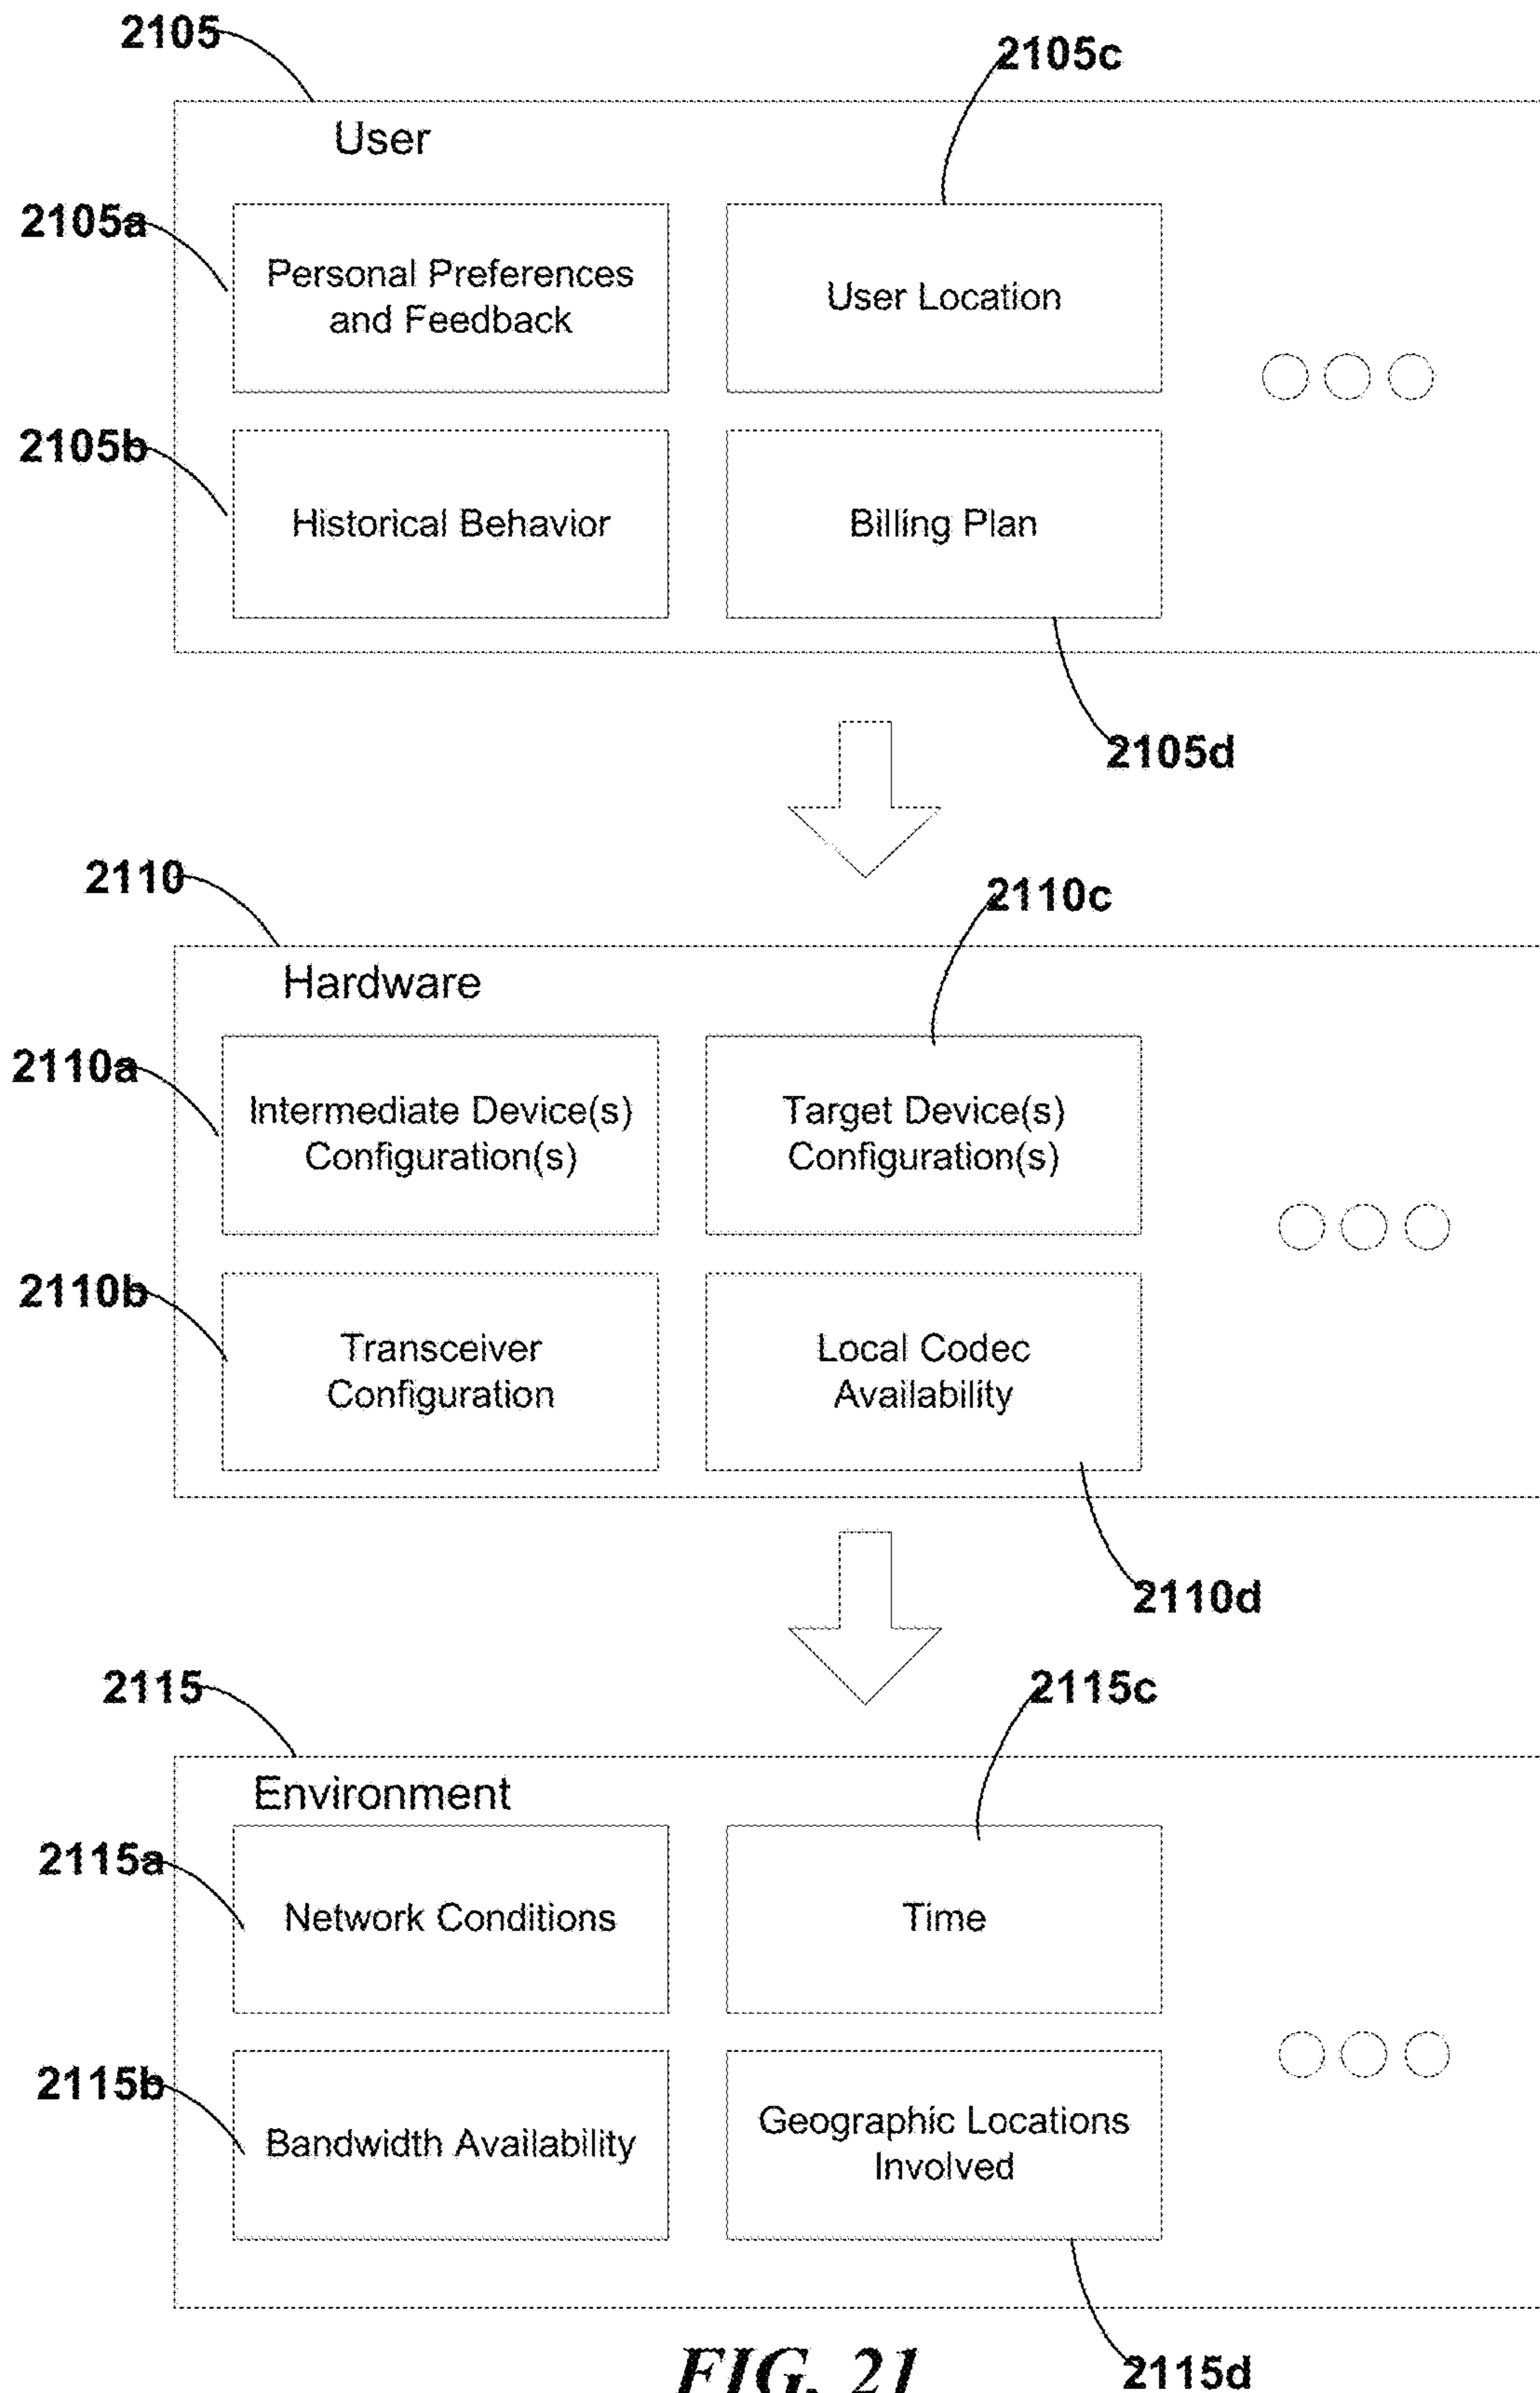 2105
2105c
User
2105a
Personal Preferences
and Feedback
User Location
2105b
Historical Behavior
Billing Plan
2105d
2110
2110c
Hardware
2110a
Intermediate Device(s)
Configuration(s)
Target Device(s)
Configuration(s)
2110b
Transceiver
Configuration
Local Codec
Availability
2110d
2115
2115c
Environment
2115a
Network Conditions
Time
2115b
Bandwidth Availability
Geographic Locations
Involved
FIG. 21
2115d